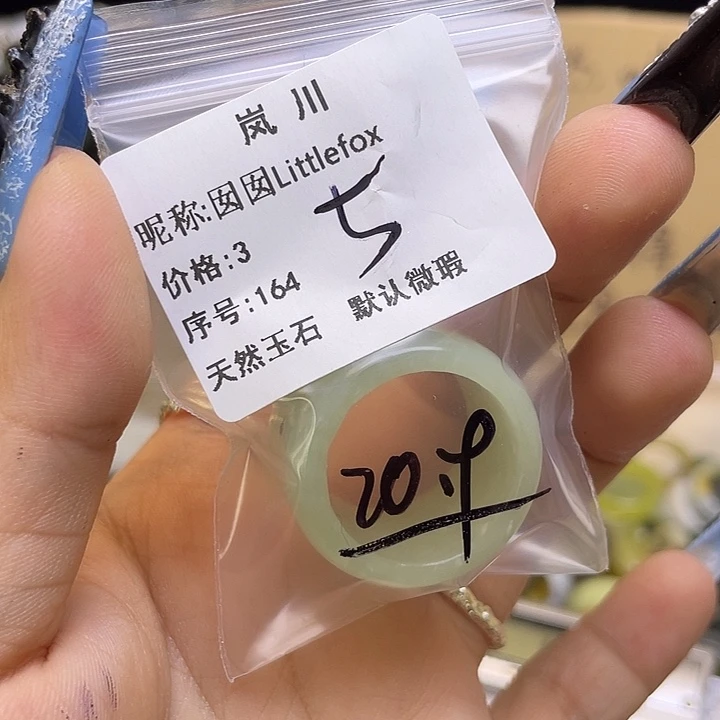 岚川
昵称:囡囡Littlefox
价格:3
5
序号:164
天然玉石 默认微瑕
20.9